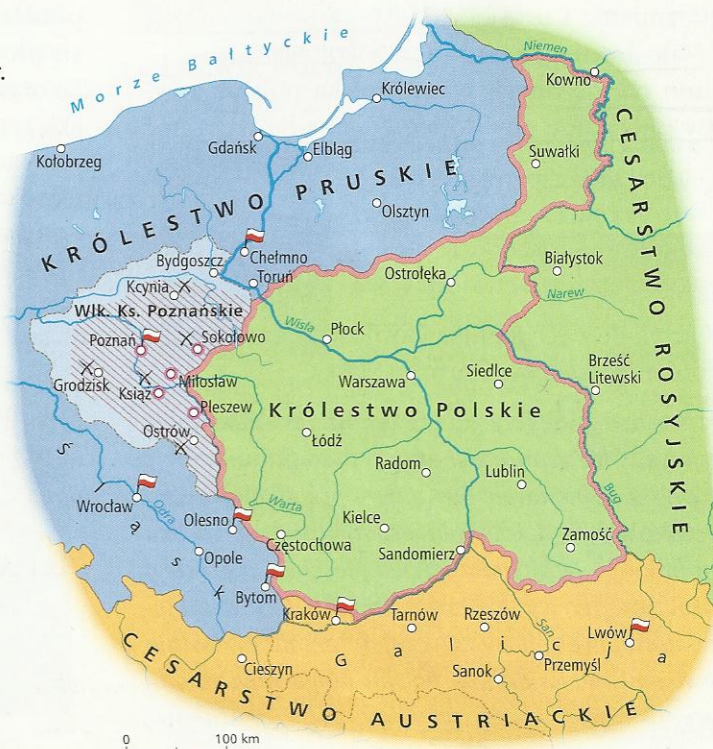 r.
Morze Bałtyckie
Niemen
Kowno
Królewiec
CESARSTWO ROSYJSKIE
Gdańsk
Elbląg
Kołobrzeg
Suwałki
KRÓLESTWO PRUSKIE
Olsztyn
Chełmno
Bydgoszcz
Toruń
Ostrołęka
Białystok
Kcynia
Narew
Wlk. Ks. Poznańskie
Wisła
Płock
Poznań
Sokołowo
Brześć
Litewski
Siedlce
Warszawa
Grodzisk
Miłosław
Książ
Pleszew
Królestwo Polskie
Ostrów
Łódź
Śląsk
Radom
Lublin
Wrocław
Odra
Warta
Bug
Olesno
Kielce
Częstochowa
Zamość
Opole
Sandomierz
Bytom
Kraków
Tarnów
Rzeszów
San
Lwów
Galicja
Cieszyn
Sanok
Przemyśl
CESARSTWO AUSTRIACKIE
0 100 km